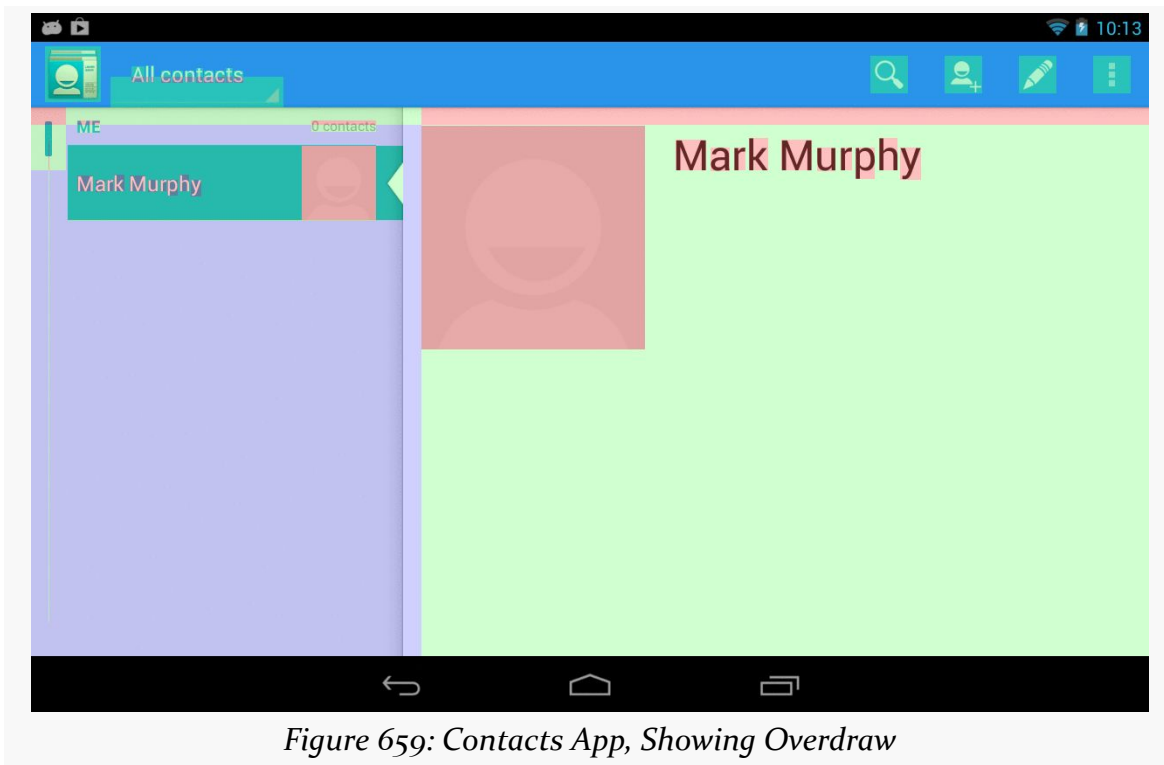 10:13
All contacts
ME 0 contacts
Mark Murphy
Mark Murphy
Figure 659: Contacts App, Showing Overdraw